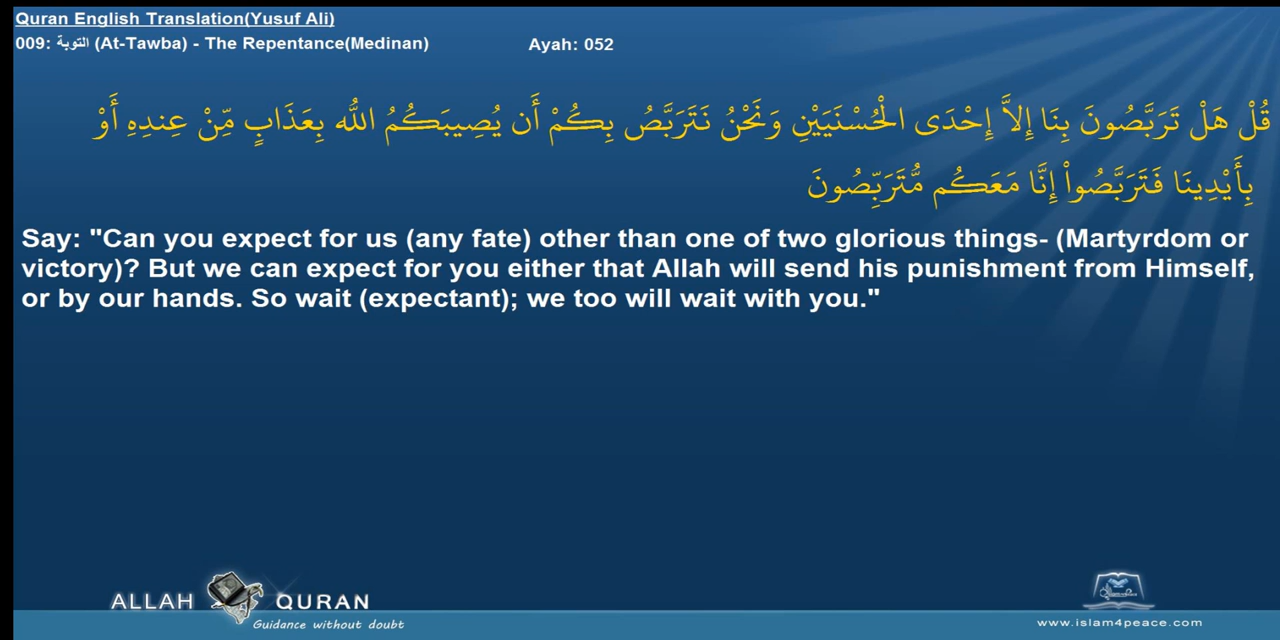 Quran English Translation(Yusuf Ali)
009: التوبة (At-Tawba) - The Repentance(Medinan) Ayah: 052
قُلْ هَلْ تَرَبَّصُونَ بِنَا إِلاَّ إِحْدَى الْحُسْنَيَيْنِ وَنَحْنُ نَتَرَبَّصُ بِكُمْ أَن يُصِيبَكُمُ اللّٰه بِعَذَابٍ مِّنْ عِندِهِ أَوْ
بِأَيْدِينَا فَتَرَبَّصُواْ إِنَّا مَعَكُم مُّتَرَبِّصُونَ
Say: "Can you expect for us (any fate) other than one of two glorious things- (Martyrdom or
victory)? But we can expect for you either that Allah will send his punishment from Himself,
or by our hands. So wait (expectant); we too will wait with you."
ALLAH QURAN
Guidance without doubt
www.islam4peace.com